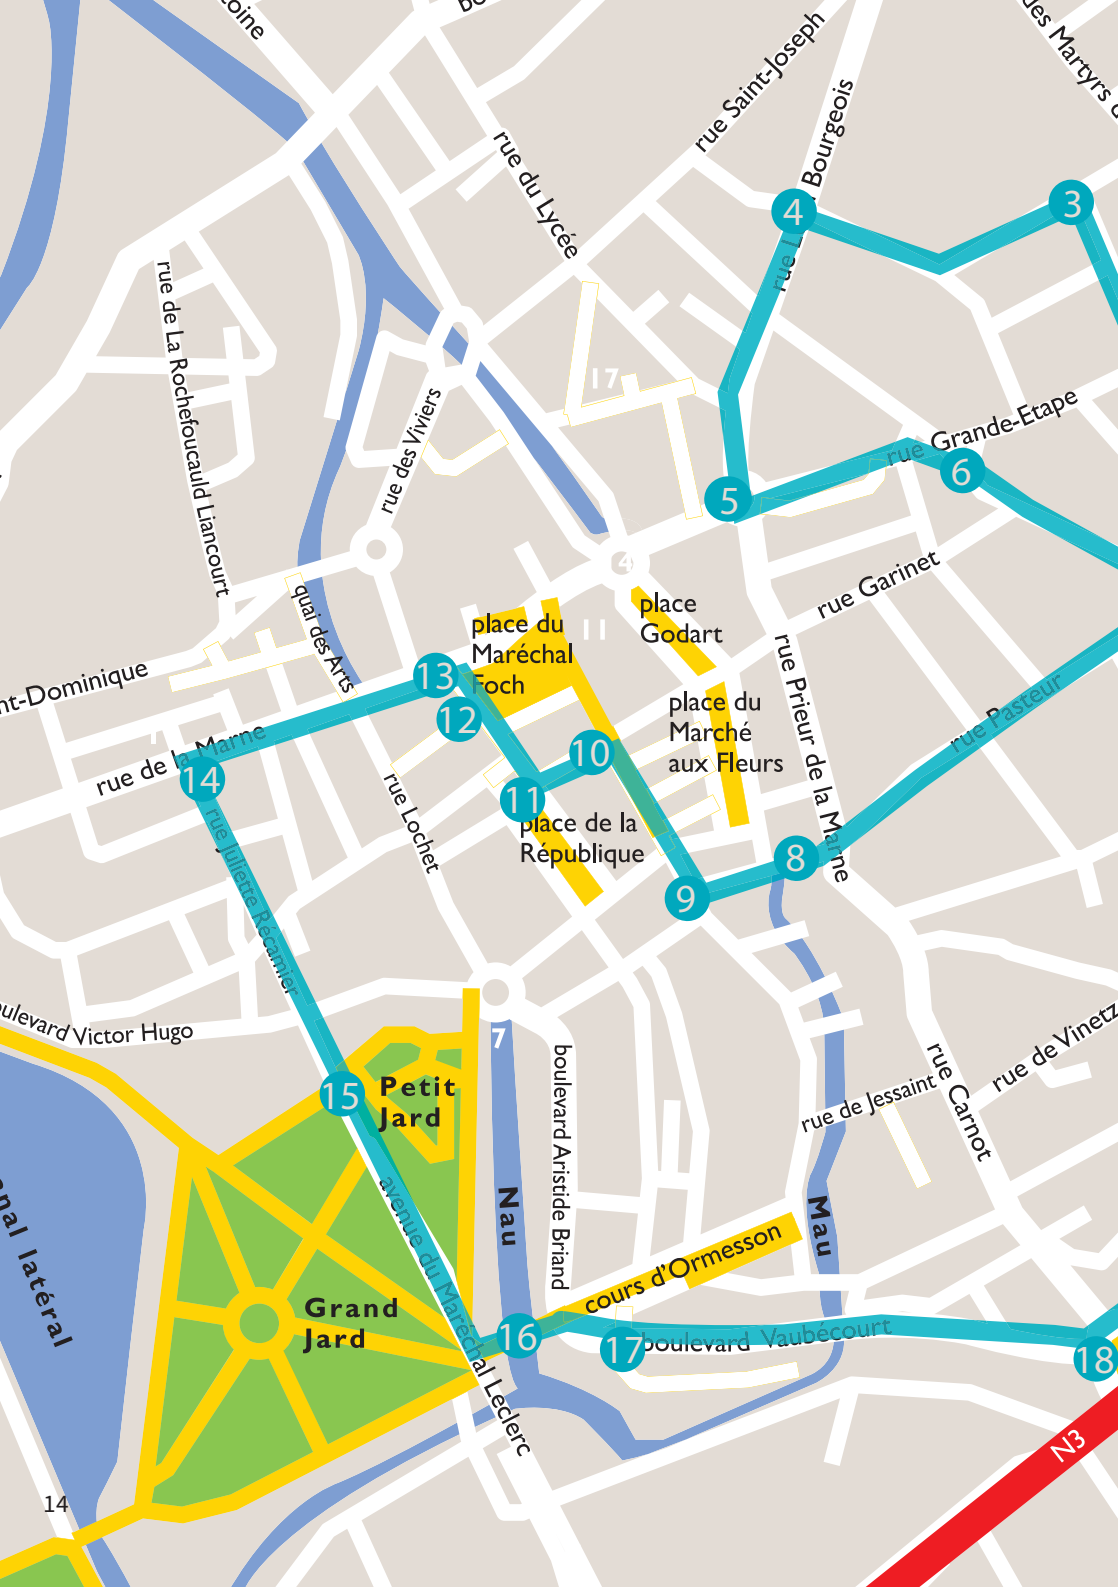 rue Saint-Joseph
Bourgeois
rue du Lycée
4
3
rue de La Rochefoucauld Liancourt
17
rue des Viviers
rue Grande-Etape
5
6
4
quai des Arts
rue Garinet
place
Godart
11
place du
Maréchal
Foch
13
12
rue Prieur de la Marne
rue Pasteur
place du
Marché
aux Fleurs
10
rue de la Marne
14
11
rue Lochet
place de la
République
rue Juliette Récamier
8
9
Victor Hugo
7
15
Petit
Jard
boulevard Aristide Briand
rue Carnot
rue de Vinetz
rue de Jessaint
Nau
Mau
avenue du Maréchal Leclerc
cours d'Ormesson
Grand
Jard
latéral
16
17
boulevard Vaubécourt
18
N3
14